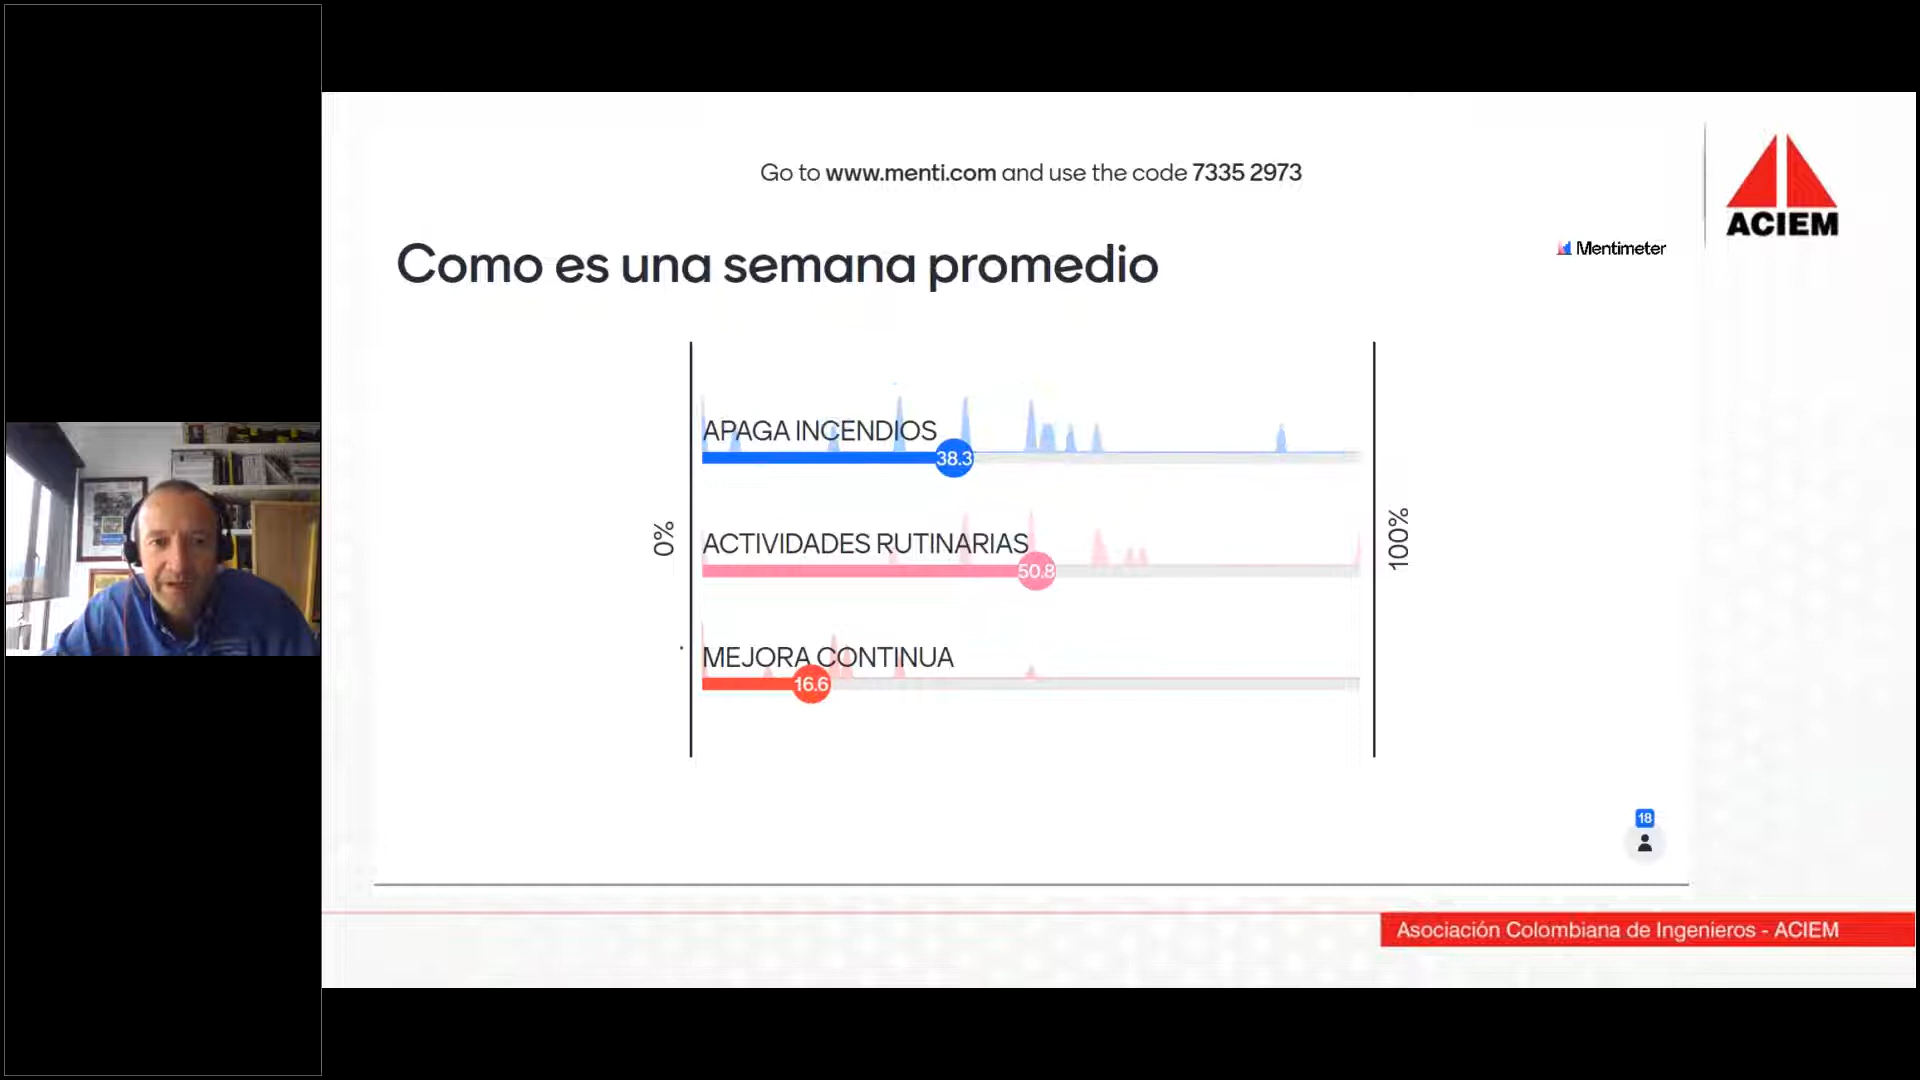 Go to www.menti.com and use the code 7335 2973
ACIEM
Mentimeter
Como es una semana promedio
APAGA INCENDIOS
38.3
0%
ACTIVIDADES RUTINARIAS
50.8
100%
MEJORA CONTINUA
16.6
18
Asociación Colombiana de Ingenieros - ACIEM